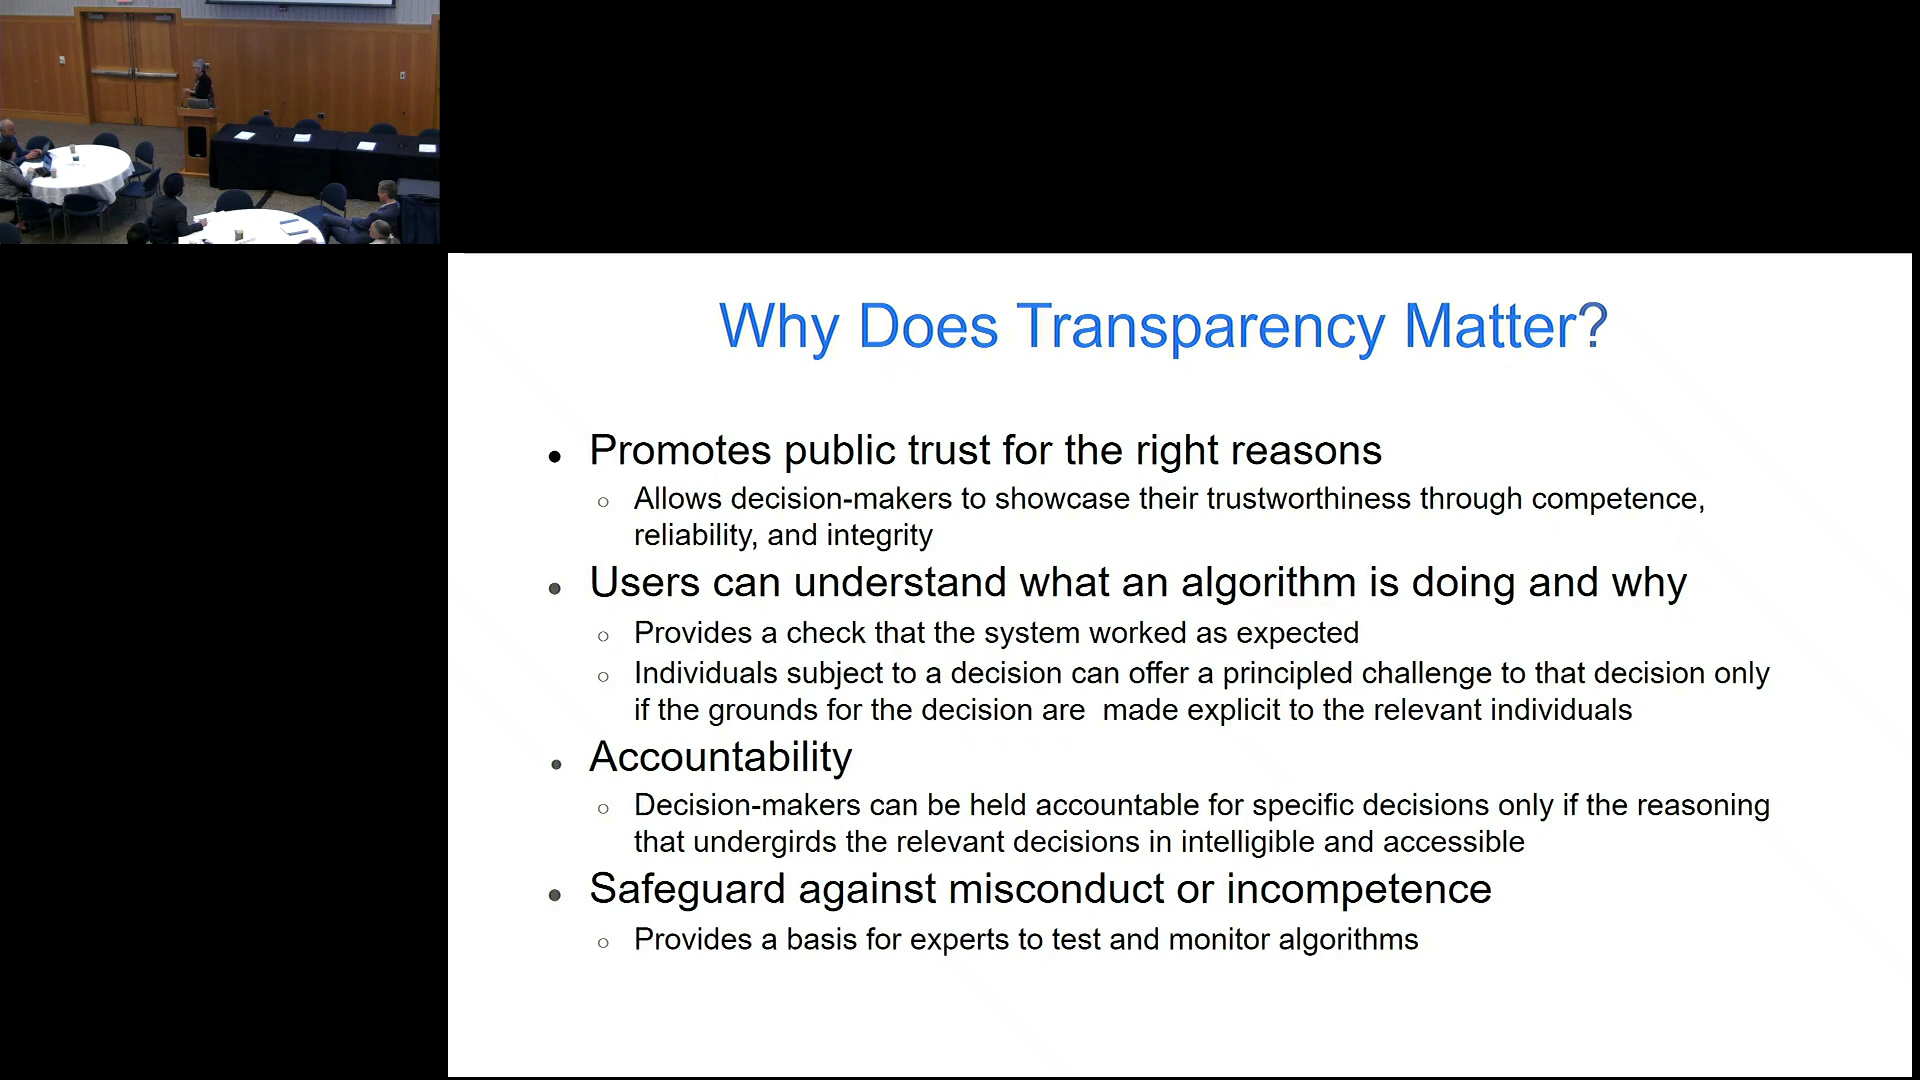 Why Does Transparency Matter?
● Promotes public trust for the right reasons
○ Allows decision-makers to showcase their trustworthiness through competence,
reliability, and integrity
● Users can understand what an algorithm is doing and why
○ Provides a check that the system worked as expected
○ Individuals subject to a decision can offer a principled challenge to that decision only
if the grounds for the decision are  made explicit to the relevant individuals
● Accountability
○ Decision-makers can be held accountable for specific decisions only if the reasoning
that undergirds the relevant decisions in intelligible and accessible
● Safeguard against misconduct or incompetence
○ Provides a basis for experts to test and monitor algorithms